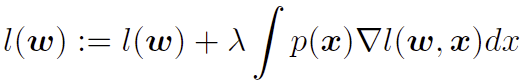 l(w) := l(w) + λ ∫ p(x)∇l(w, x)dx